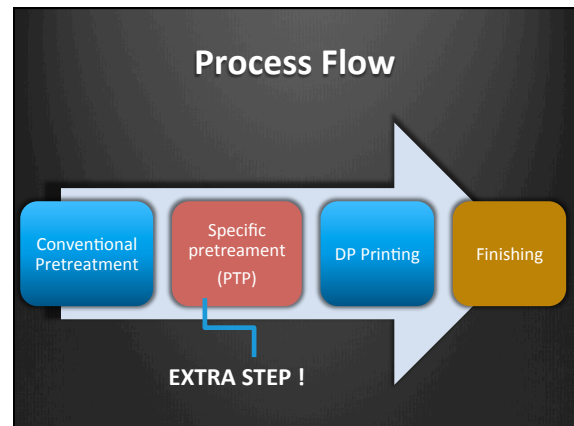 Process Flow
Conventional
Pretreatment
Specific
pretreament
(PTP)
DP Printing
Finishing
EXTRA STEP !